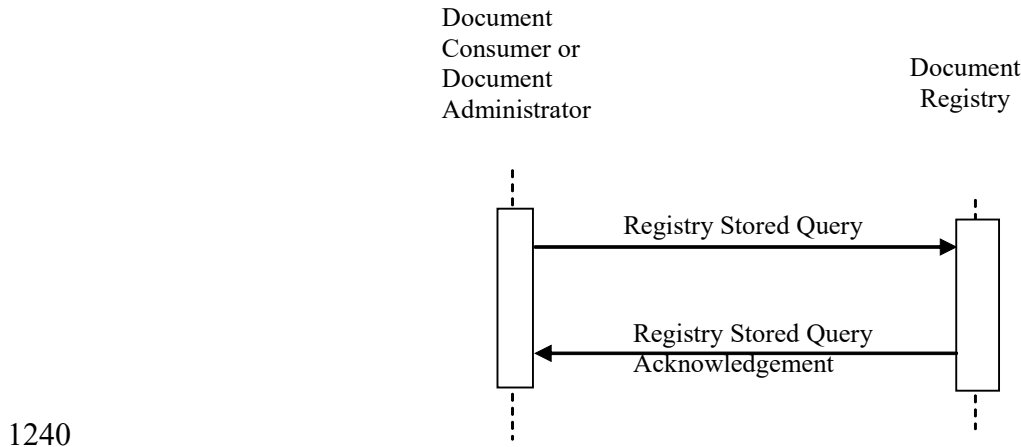 Document
Consumer or
Document
Administrator
Document
Registry
Registry Stored Query
Registry Stored Query
Acknowledgement
1240